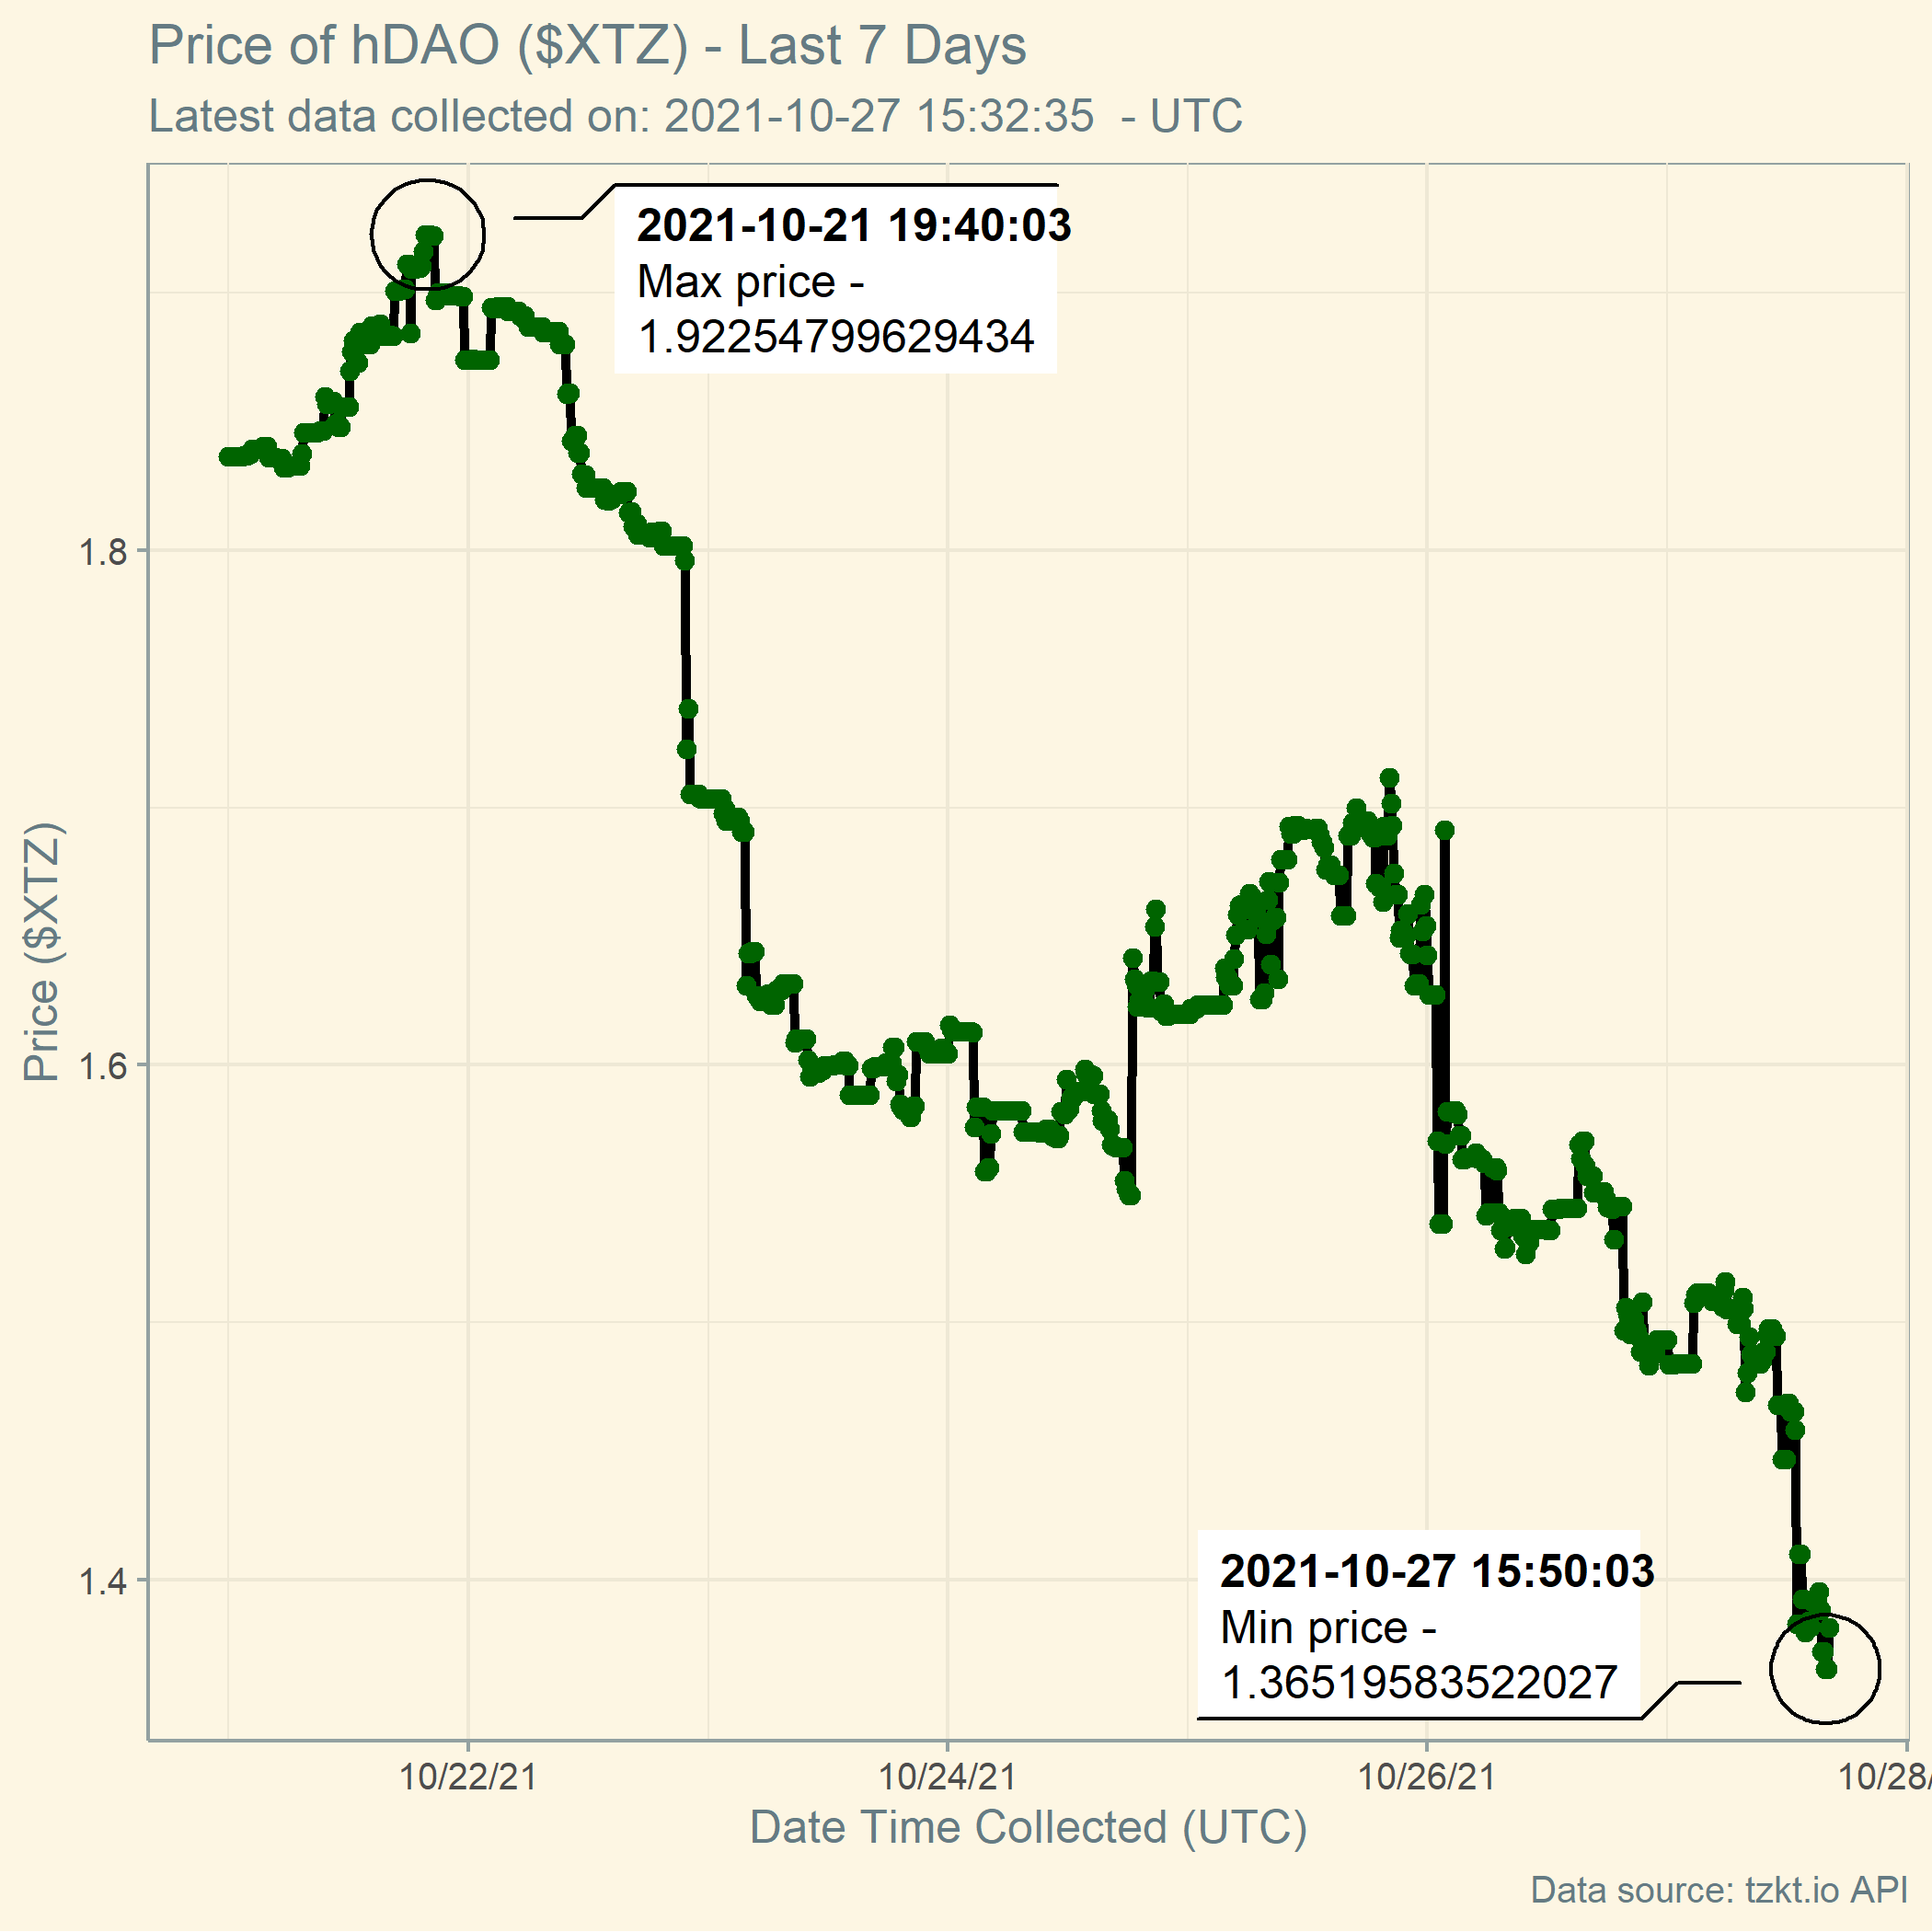 Price of hDAO ($XTZ) - Last 7 Days
Latest data collected on: 2021-10-27 15:32:35  - UTC
2021-10-21 19:40:03
Max price -
1.92254799629434
1.8
1.6
1.4
Price ($XTZ)
2021-10-27 15:50:03
Min price -
1.36519583522027
10/22/21
10/24/21
10/26/21
10/28/
Date Time Collected (UTC)
Data source: tzkt.io API